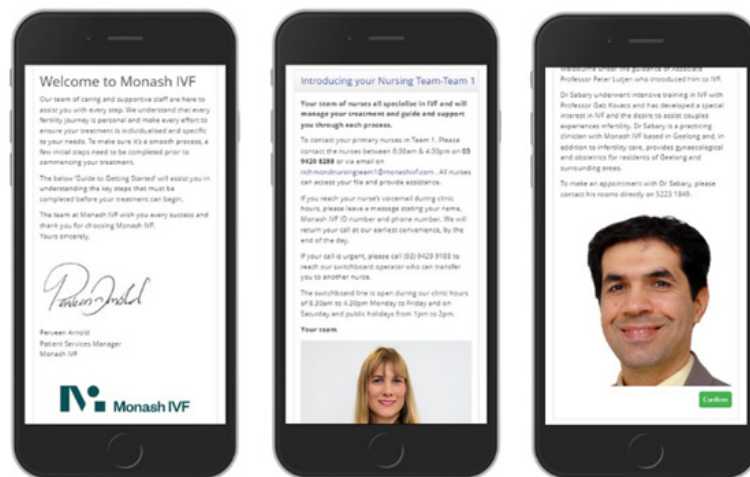 Welcome to Monash IVF
Our team of caring and supportive staff are here to
assist you with every step. We understand that every
fertility journey is personal and make every effort to
ensure your treatment is individualised and specific
to your needs. To make sure it's a smooth process, a
few initial steps need to be completed prior to
commencing your treatment.
The below 'Guide to Getting Started' will assist you in
understanding the key steps that must be
completed before your treatment can begin.
The team at Monash IVF wish you every success and
thank you for choosing Monash IVF.
Yours sincerely,
Perveen Arnold
Perveen Arnold
Patient Services Manager
Monash IVF
IVF Monash IVF
Introducing your Nursing Team-Team 1
Your team of nurses all specialise in IVF and will
manage your treatment and guide and support
you through each process.
To contact your primary nurses in Team 1. Please
contact the nurses between 8:30am & 4:30pm on 03
9420 8288 or via email on
richmondnursingteam1@monashivf.com . All nurses
can access your file and provide assistance.
If you reach your nurse's voicemail during clinic
hours, please leave a message stating your name,
Monash IVF ID number and phone number. We will
return your call at our earliest convenience, by the
end of the day.
If your call is urgent, please call (03) 9429 9188 to
reach our switchboard operator who can transfer
you to another nurse.
The switchboard line is open during our clinic hours
of 8.30am to 4.30pm Monday to Friday and on
Saturday and public holidays from 1pm to 2pm.
Your team
Melbourne under the guidance of Associate
Professor Peter Lutjen who introduced him to IVF.
Dr Sabary underwent intensive training in IVF with
Professor Gab Kovacs and has developed a special
interest in IVF and the desire to assist couples
experiences infertility. Dr Sabary is a practicing
clinician with Monash IVF based in Geelong and, in
addition to infertility care, provides gynaecological
and obstetrics for residents of Geelong and
surrounding areas.
To make an appointment with Dr Sabary, please
contact his rooms directly on 5223 1849.
Confirm